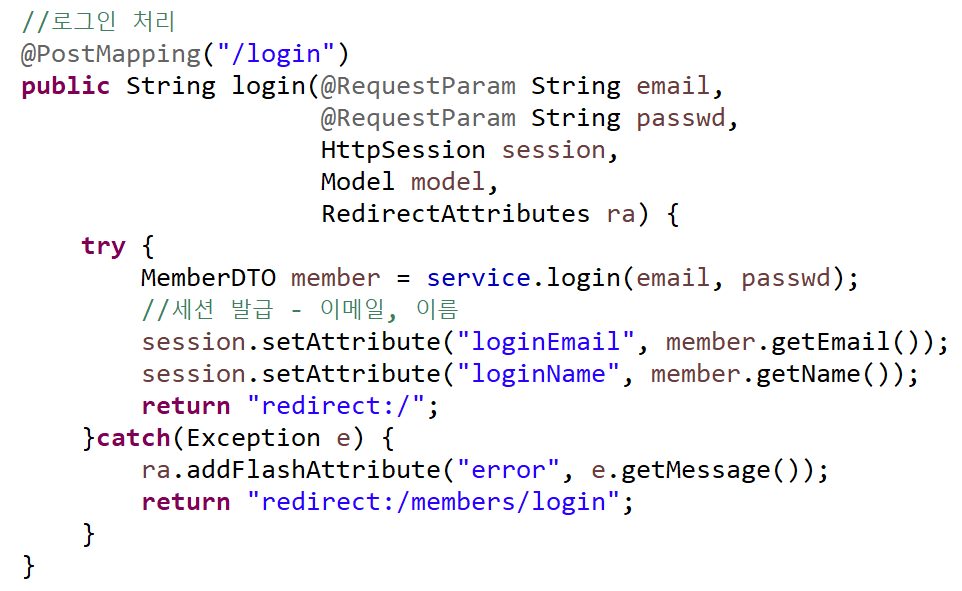 //로그인 처리
@PostMapping("/login")
public String login(@RequestParam String email,
                    @RequestParam String passwd,
                    HttpSession session,
                    Model model,
                    RedirectAttributes ra) {
    try {
        MemberDTO member = service.login(email, passwd);
        //세션 발급 - 이메일, 이름
        session.setAttribute("loginEmail", member.getEmail());
        session.setAttribute("loginName", member.getName());
        return "redirect:/";
    }catch(Exception e) {
        ra.addFlashAttribute("error", e.getMessage());
        return "redirect:/members/login";
    }
}